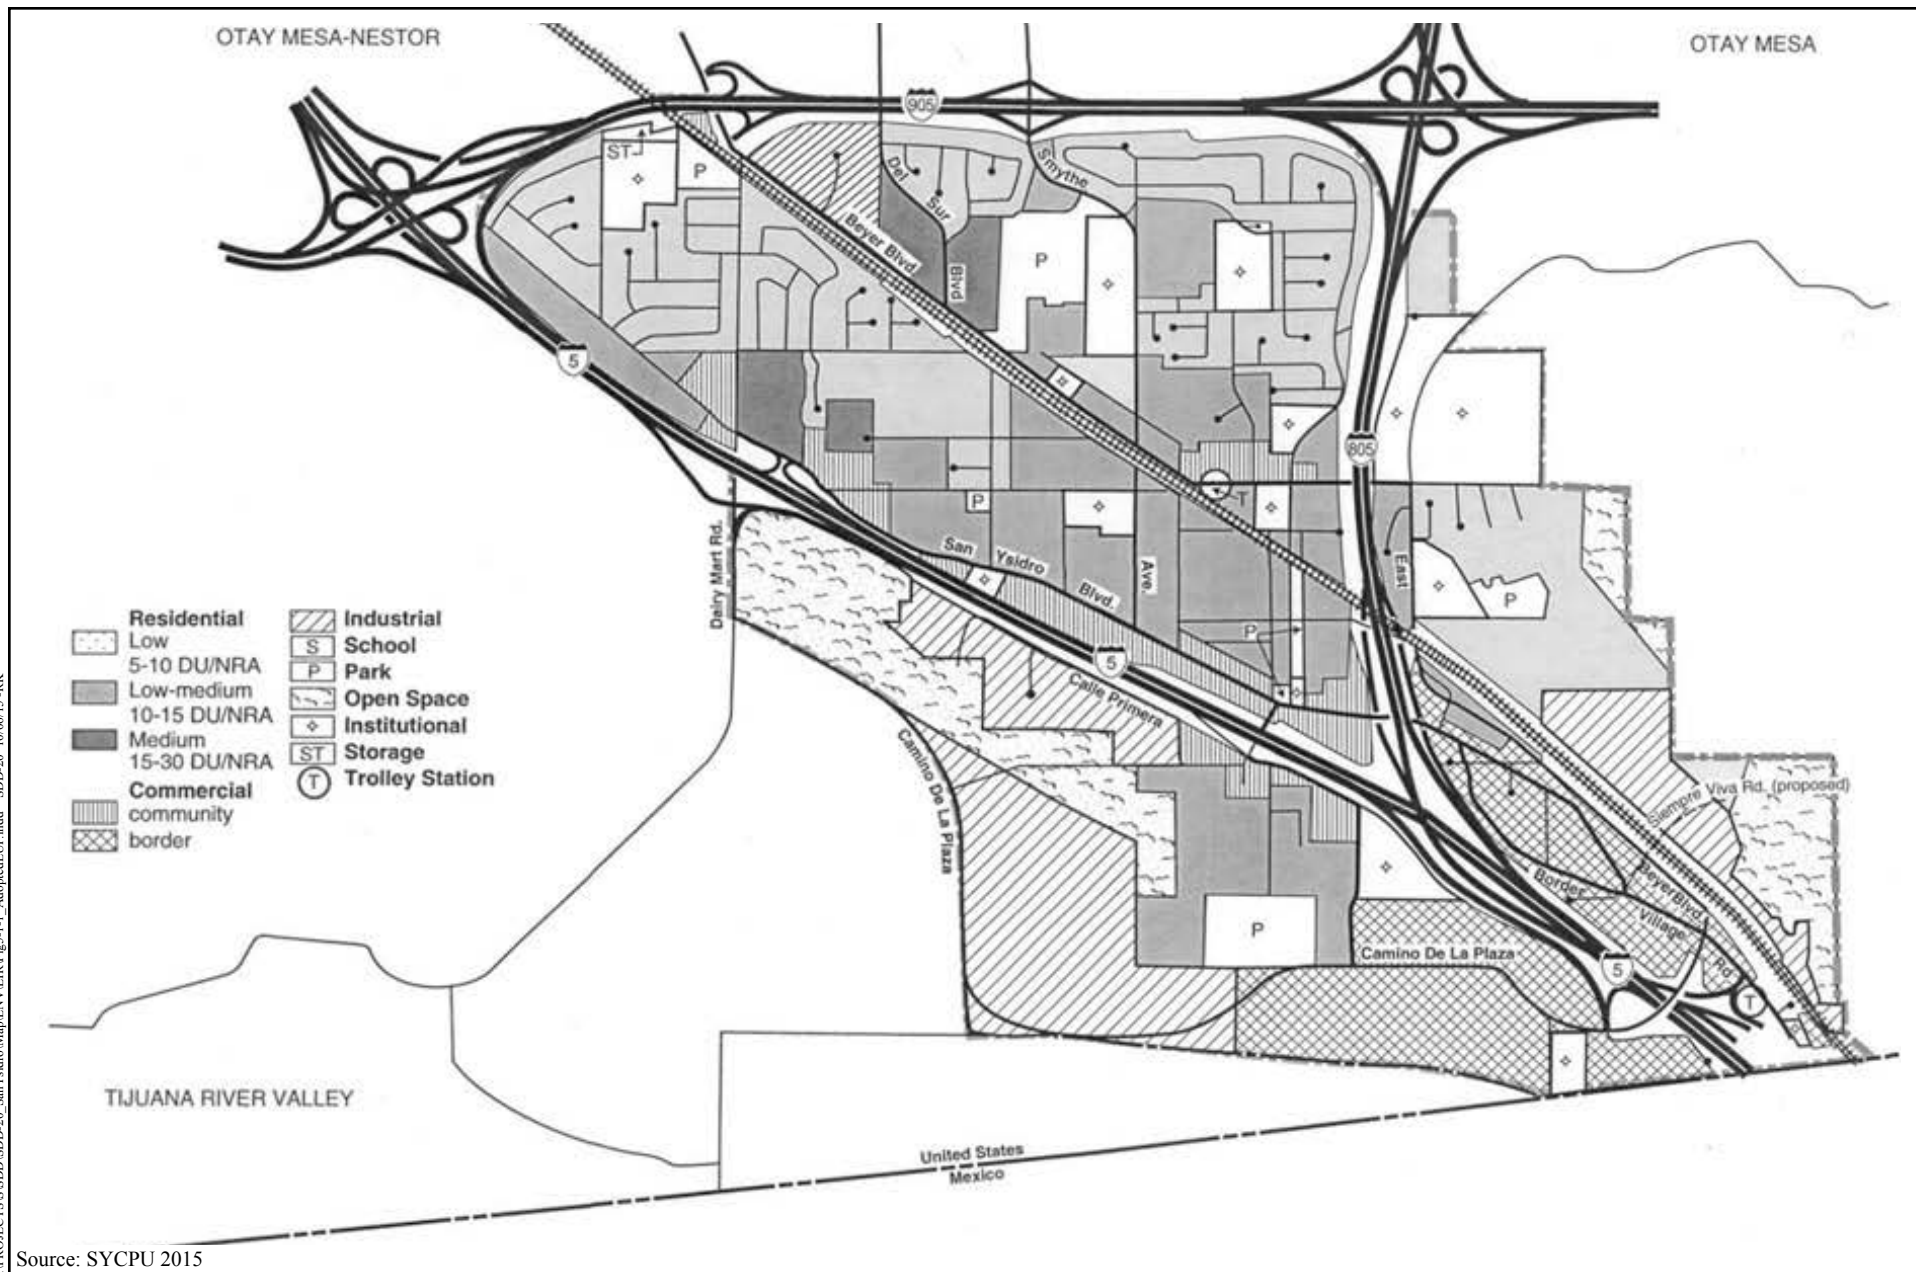 OTAY MESA-NESTOR
OTAY MESA
905
ST
P
Del
Sur
Blvd
Smythe
Beyer Blvd.
P
5
805
T
P
Dairy Mart Rd.
San
Ysidro
Blvd.
Ave.
East
P
P
5
Calle Primera
Camino De La Plaza
Residential
Low
5-10 DU/NRA
Low-medium
10-15 DU/NRA
Medium
15-30 DU/NRA
Commercial
community
border
Industrial
S School
P Park
Open Space
Institutional
ST Storage
T Trolley Station
Siempre Viva Rd. (proposed)
Border
Village
Rd
Beyer Blvd.
P
Camino De La Plaza
5
T
TIJUANA RIVER VALLEY
United States
Mexico
Source: SYCPU 2015